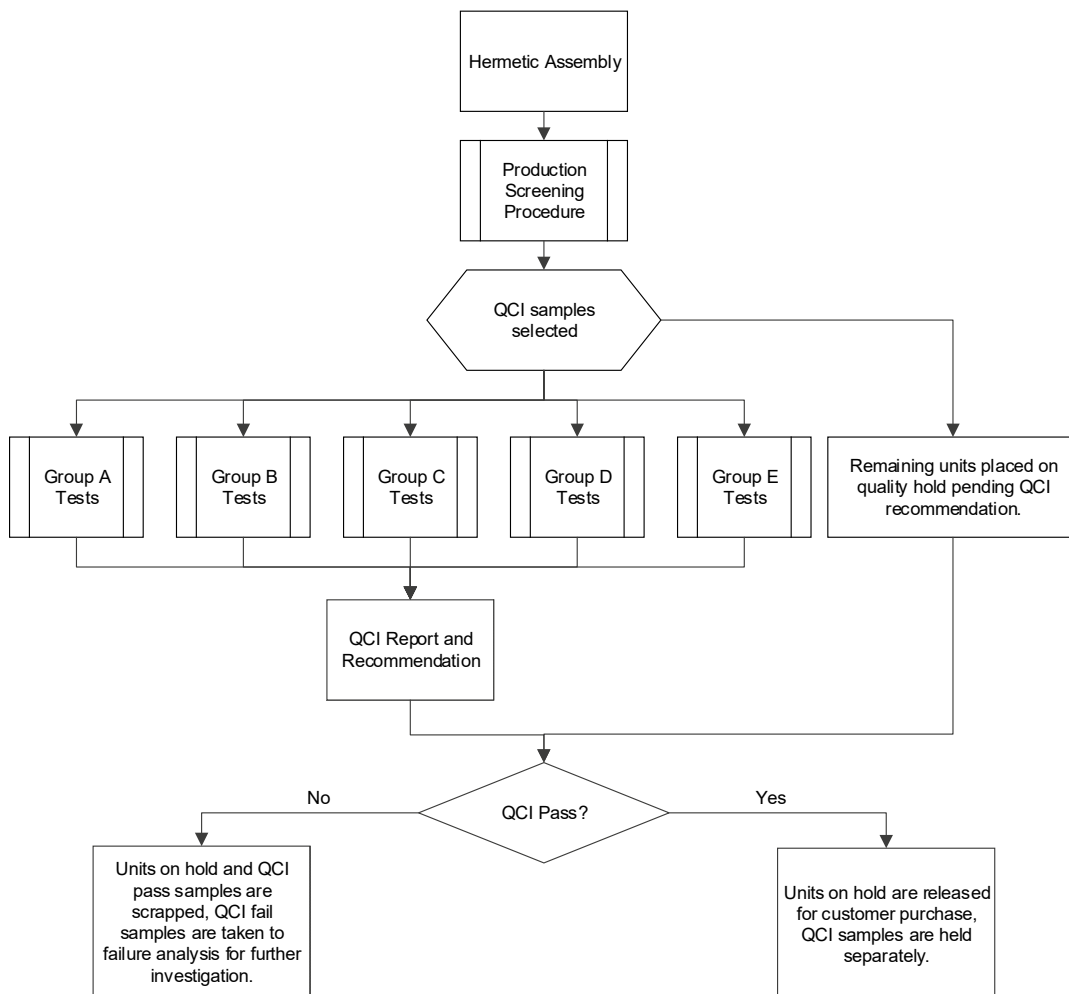 Hermetic Assembly
Production
Screening
Procedure
QCI samples
selected
Group A
Tests
Group B
Tests
Group C
Tests
Group D
Tests
Group E
Tests
Remaining units placed on
quality hold pending QCI
recommendation.
QCI Report and
Recommendation
QCI Pass?
No
Yes
Units on hold and QCI
pass samples are
scrapped, QCI fail
samples are taken to
failure analysis for further
investigation.
Units on hold are released
for customer purchase,
QCI samples are held
separately.